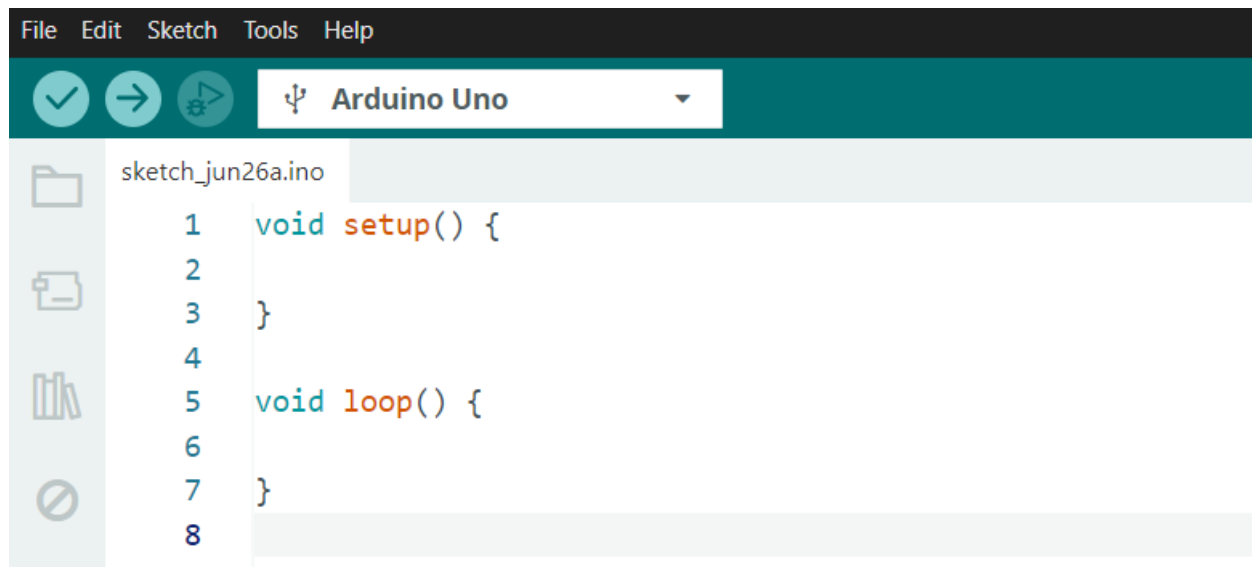 File Edit Sketch Tools Help
Arduino Uno
sketch_jun26a.ino
1 void setup() {
2
3 }
4
5 void loop() {
6
7 }
8